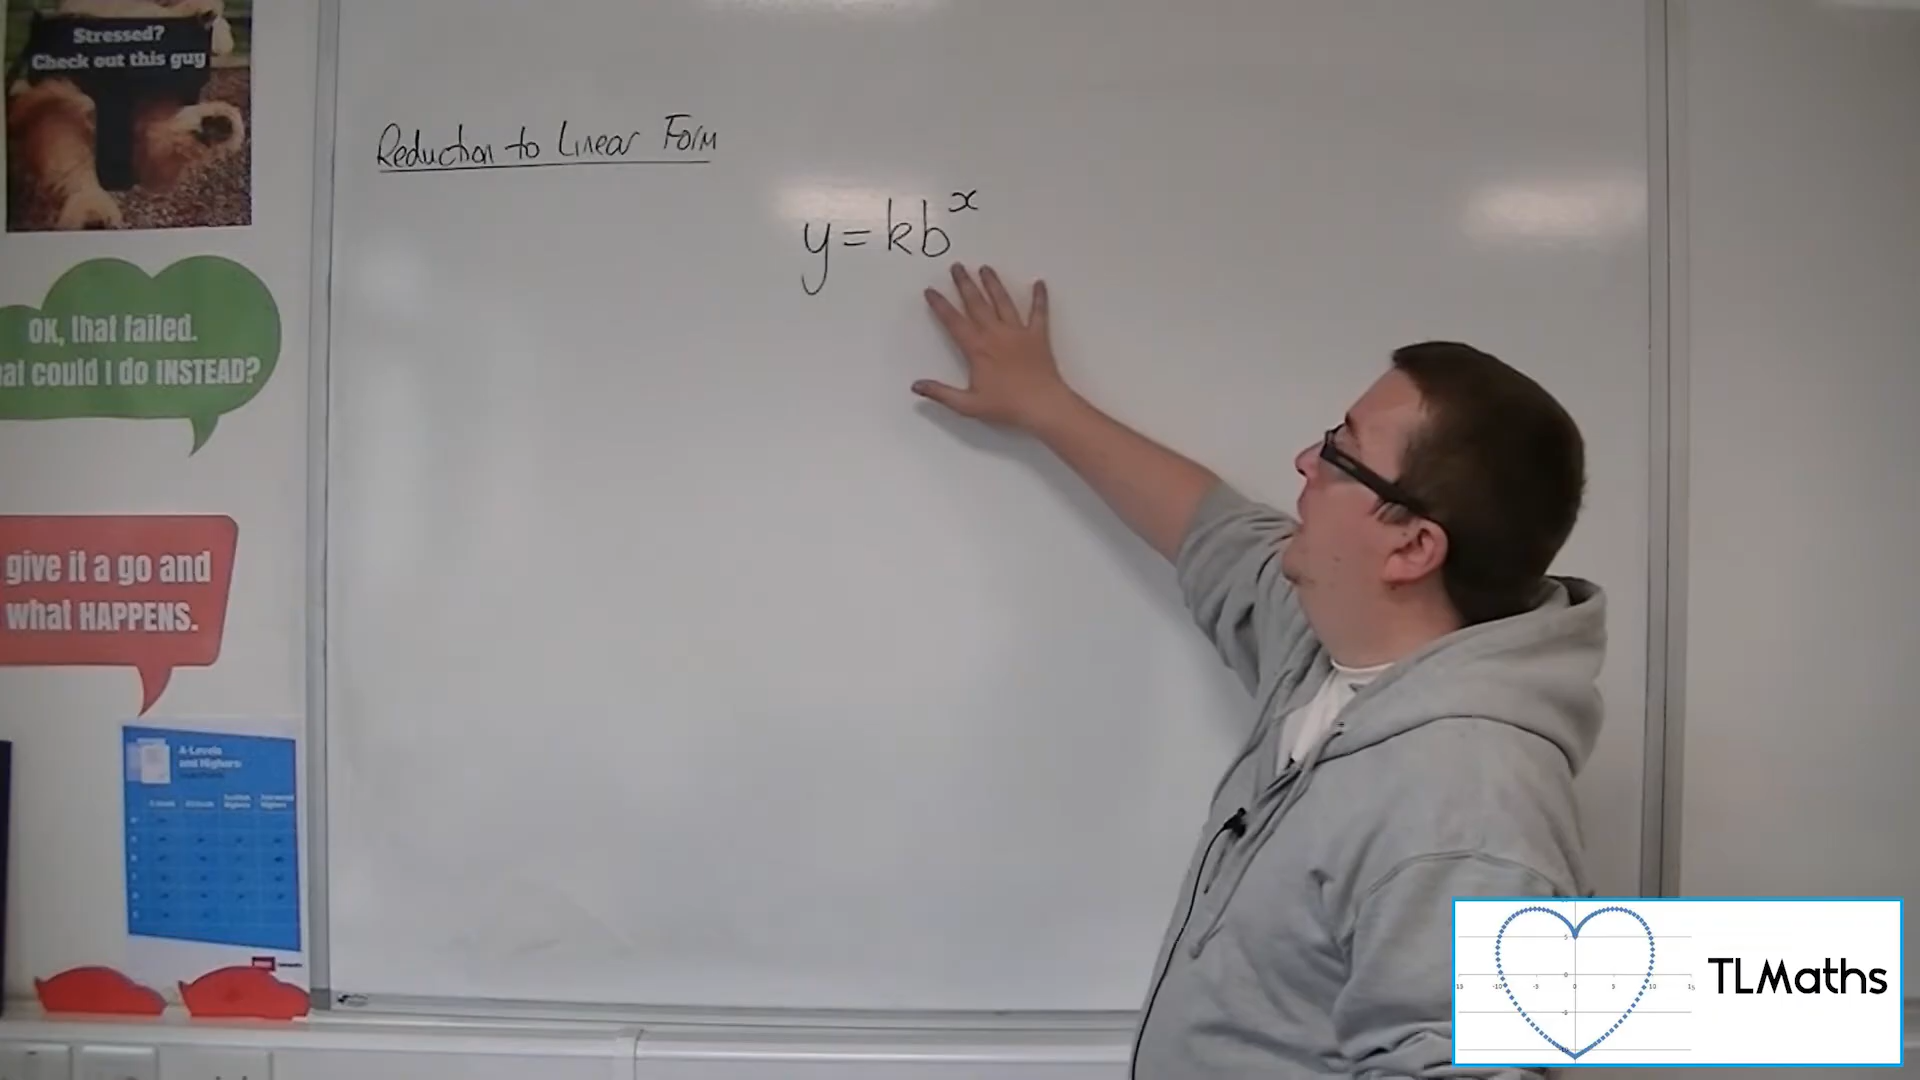 Stressed?
Check out this guy
Reduction to Linear Form
y = kb^x
OK, that failed.
could I do INSTEAD?
give it a go and
what HAPPENS.
A-Levels
and Highers
TLMaths